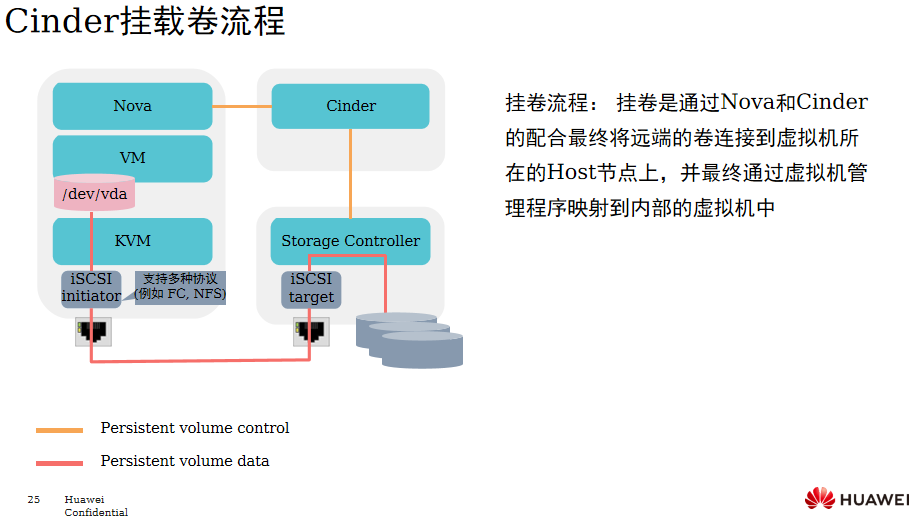 Cinder挂载卷流程
Nova
Cinder
VM
/dev/vda
KVM
Storage Controller
iSCSI
initiator
支持多种协议
(例如 FC, NFS)
iSCSI
target
挂卷流程： 挂卷是通过Nova和Cinder
的配合最终将远端的卷连接到虚拟机所
在的Host节点上，并最终通过虚拟机管
理程序映射到内部的虚拟机中
Persistent volume control
Persistent volume data
25
Huawei
Confidential
HUAWEI